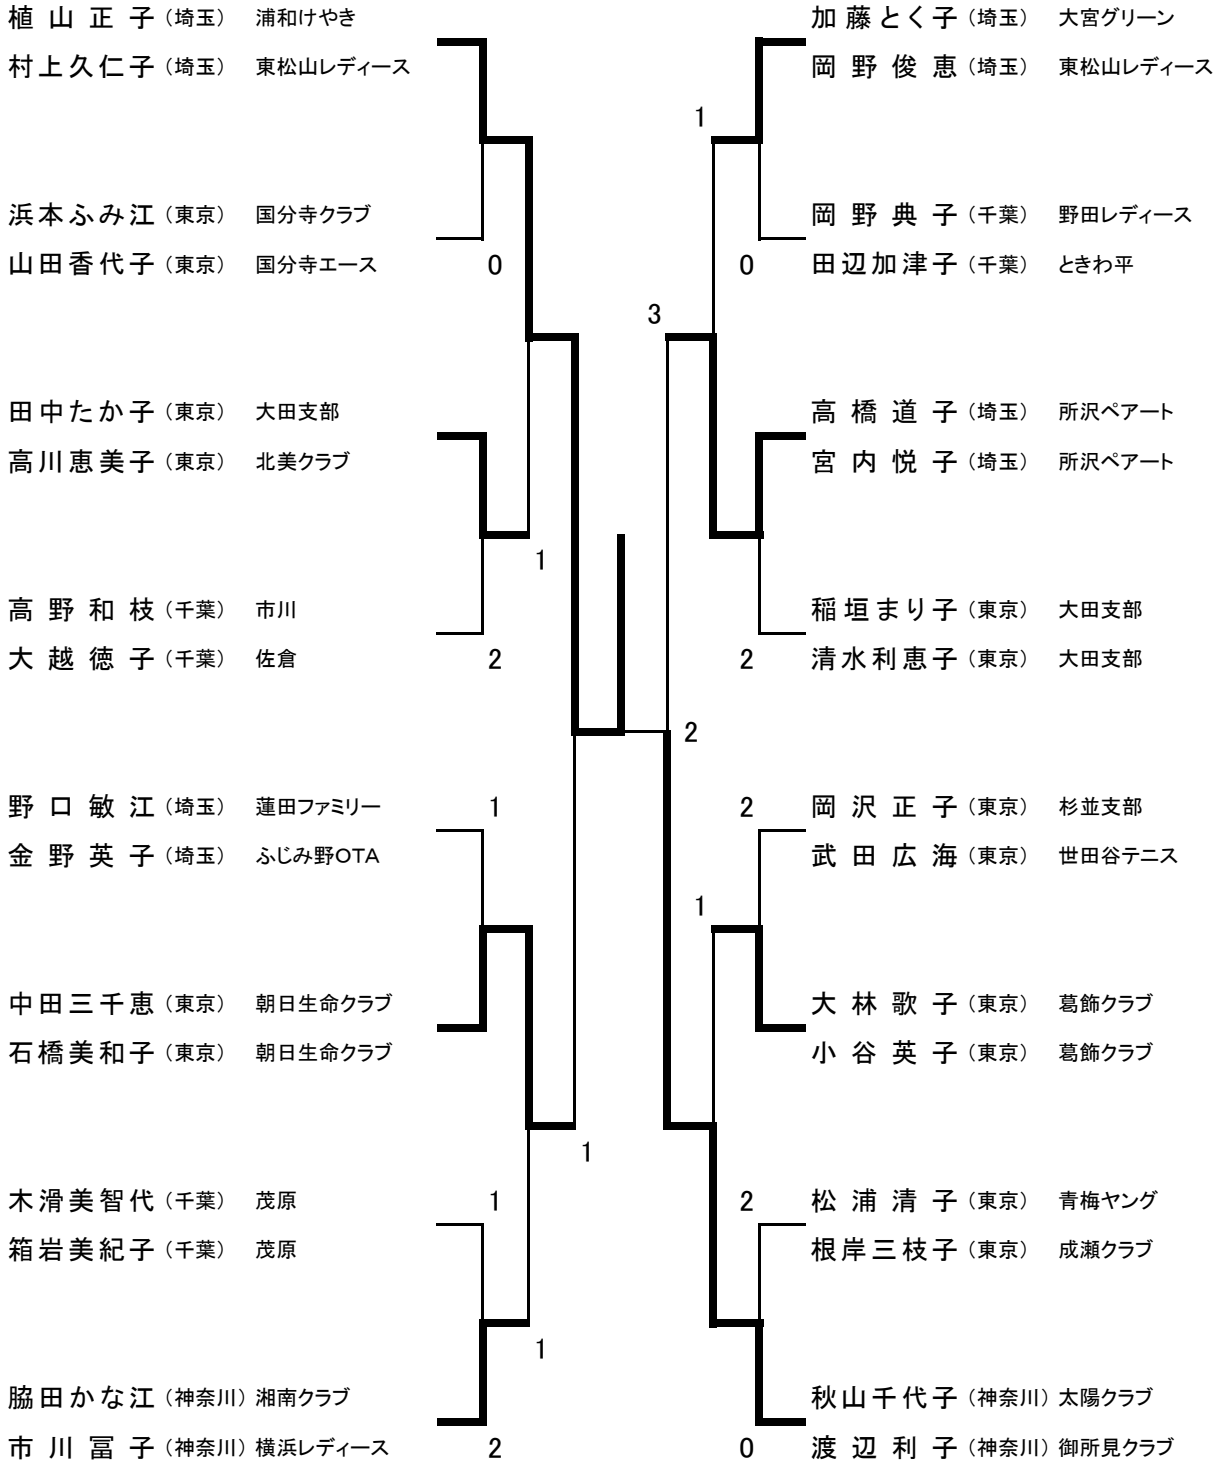 植山正子（埼玉） 浦和けやき
村上久仁子（埼玉） 東松山レディース
浜本ふみ江（東京） 国分寺クラブ
山田香代子（東京） 国分寺エース
0
田中たか子（東京） 大田支部
高川恵美子（東京） 北美クラブ
1
高野和枝（千葉） 市川
大越徳子（千葉） 佐倉
2
野口敏江（埼玉） 蓮田ファミリー
1
金野英子（埼玉） ふじみ野OTA
中田三千恵（東京） 朝日生命クラブ
石橋美和子（東京） 朝日生命クラブ
1
木滑美智代（千葉） 茂原
1
箱岩美紀子（千葉） 茂原
1
脇田かな江（神奈川） 湘南クラブ
市川冨子（神奈川） 横浜レディース
2
加藤とく子（埼玉） 大宮グリーン
岡野俊恵（埼玉） 東松山レディース
1
岡野典子（千葉） 野田レディース
0
田辺加津子（千葉） ときわ平
3
高橋道子（埼玉） 所沢ペアート
宮内悦子（埼玉） 所沢ペアート
稲垣まり子（東京） 大田支部
2
清水利恵子（東京） 大田支部
2
2
岡沢正子（東京） 杉並支部
武田広海（東京） 世田谷テニス
1
大林歌子（東京） 葛飾クラブ
小谷英子（東京） 葛飾クラブ
2
松浦清子（東京） 青梅ヤング
根岸三枝子（東京） 成瀬クラブ
秋山千代子（神奈川） 太陽クラブ
0
渡辺利子（神奈川） 御所見クラブ